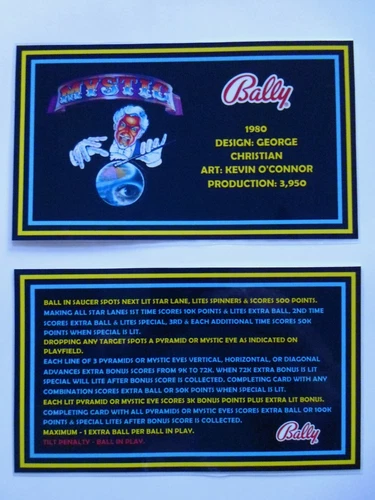 MYSTIC
Bally
1980
DESIGN: GEORGE
CHRISTIAN
ART: KEVIN O'CONNOR
PRODUCTION: 3,950
BALL IN SAUCER SPOTS NEXT LIT STAR LANE, LITES SPINNERS & SCORES 500 POINTS.
MAKING ALL STAR LANES 1ST TIME SCORES 10K POINTS & LITES EXTRA BALL, 2ND TIME
SCORES EXTRA BALL & LITES SPECIAL, 3RD & EACH ADDITIONAL TIME SCORES 50K
POINTS WHEN SPECIAL IS LIT.
DROPPING ANY TARGET SPOTS A PYRAMID OR MYSTIC EYE AS INDICATED ON
PLAYFIELD.
EACH LINE OF 3 PYRAMIDS OR MYSTIC EYES VERTICAL, HORIZONTAL, OR DIAGONAL
ADVANCES EXTRA BONUS SCORES FROM 9K TO 72K. WHEN 72K EXTRA BONUS IS LIT
SPECIAL WILL LITE AFTER BONUS SCORE IS COLLECTED. COMPLETING CARD WITH ANY
COMBINATION SCORES EXTRA BALL OR 50K POINTS WHEN SPECIAL IS LIT.
EACH LIT PYRAMID OR MYSTIC EYE SCORES 3K BONUS POINTS PLUS EXTRA LIT BONUS.
COMPLETING CARD WITH ALL PYRAMIDS OR MYSTIC EYES SCORES EXTRA BALL OR 100K
POINTS & SPECIAL LITES AFTER BONUS SCORE IS COLLECTED.
MAXIMUM - 1 EXTRA BALL PER BALL IN PLAY.
TILT PENALTY - BALL IN PLAY.
Bally